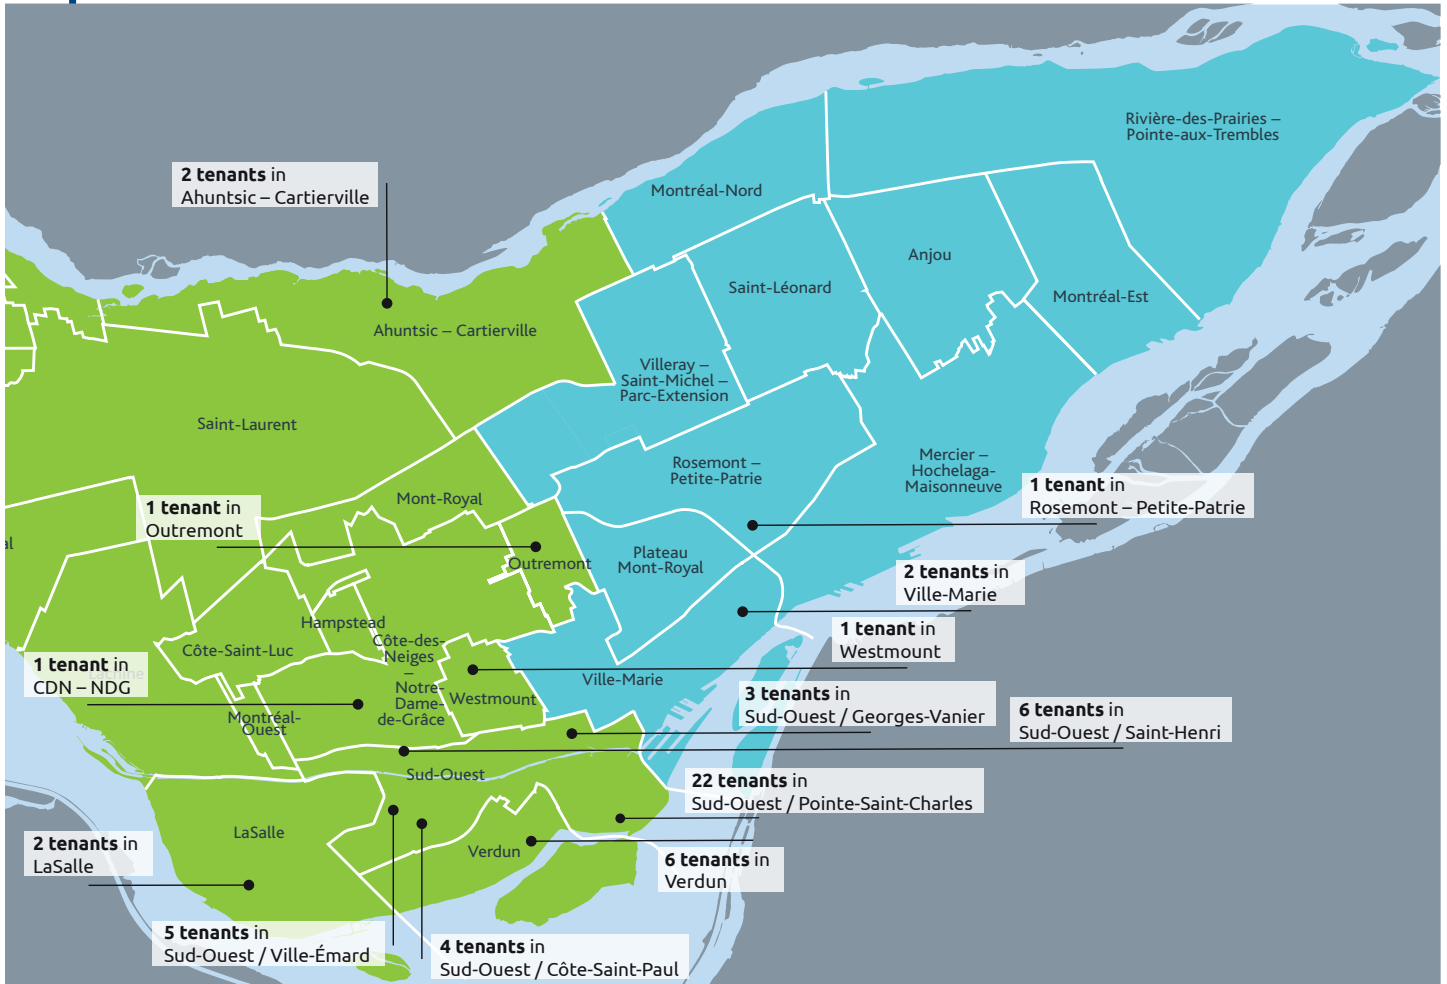 Rivière-des-Prairies –
Pointe-aux-Trembles
2 tenants in
Ahuntsic – Cartierville
Montréal-Nord
Anjou
Saint-Léonard
Montréal-Est
Ahuntsic – Cartierville
Villeray –
Saint-Michel –
Parc-Extension
Saint-Laurent
Rosemont –
Petite-Patrie
Mercier –
Hochelaga-
Maisonneuve
1 tenant in
Rosemont – Petite-Patrie
Mont-Royal
1 tenant in
Outremont
al
Outremont
Plateau
Mont-Royal
2 tenants in
Ville-Marie
Hampstead
1 tenant in
Westmount
Côte-Saint-Luc
Côte-des-
Neiges
–
Notre-
Dame-
de-Grâce
1 tenant in
CDN – NDG
Lachine
Westmount
Ville-Marie
3 tenants in
Sud-Ouest / Georges-Vanier
6 tenants in
Sud-Ouest / Saint-Henri
Montréal-
Ouest
Sud-Ouest
22 tenants in
Sud-Ouest / Pointe-Saint-Charles
LaSalle
2 tenants in
LaSalle
Verdun
6 tenants in
Verdun
5 tenants in
Sud-Ouest / Ville-Émard
4 tenants in
Sud-Ouest / Côte-Saint-Paul